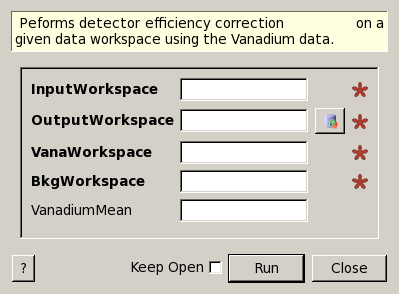 Peforms detector efficiency correction on a
given data workspace using the Vanadium data.
InputWorkspace
OutputWorkspace
VanaWorkspace
BkgWorkspace
VanadiumMean
? Keep Open Run Close